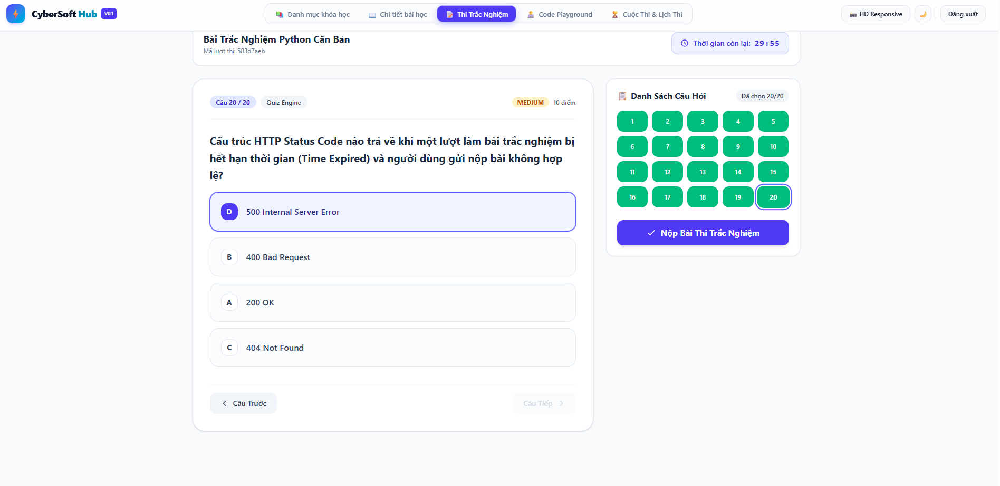 CyberSoft Hub V0.1
Danh mục khóa học
Chi tiết bài học
Thi Trắc Nghiệm
Code Playground
Cuộc Thi & Lịch Thi
HD Responsive
Đăng xuất
Bài Trắc Nghiệm Python Căn Bản
Mã lượt thi: 583d7aeb
Thời gian còn lại: 29:55
Câu 20 / 20
Quiz Engine
MEDIUM
10 điểm
Cấu trúc HTTP Status Code nào trả về khi một lượt làm bài trắc nghiệm bị
hết hạn thời gian (Time Expired) và người dùng gửi nộp bài không hợp
lệ?
D 500 Internal Server Error
B 400 Bad Request
A 200 OK
C 404 Not Found
Câu Trước
Câu Tiếp
Danh Sách Câu Hỏi
Đã chọn 20/20
1 2 3 4 5
6 7 8 9 10
11 12 13 14 15
16 17 18 19 20
Nộp Bài Thi Trắc Nghiệm